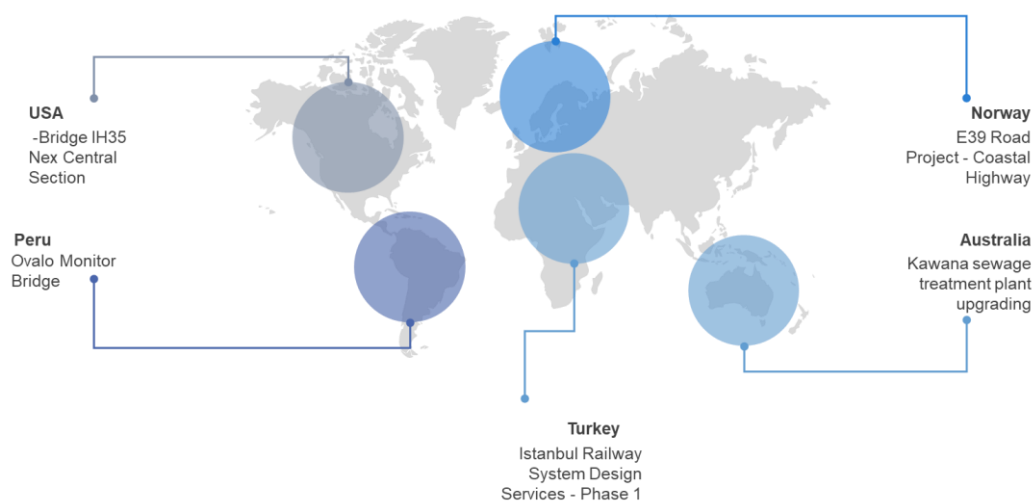 USA
-Bridge IH35
Nex Central
Section
Peru
Ovalo Monitor
Bridge
Norway
E39 Road
Project - Coastal
Highway
Australia
Kawana sewage
treatment plant
upgrading
Turkey
Istanbul Railway
System Design
Services - Phase 1